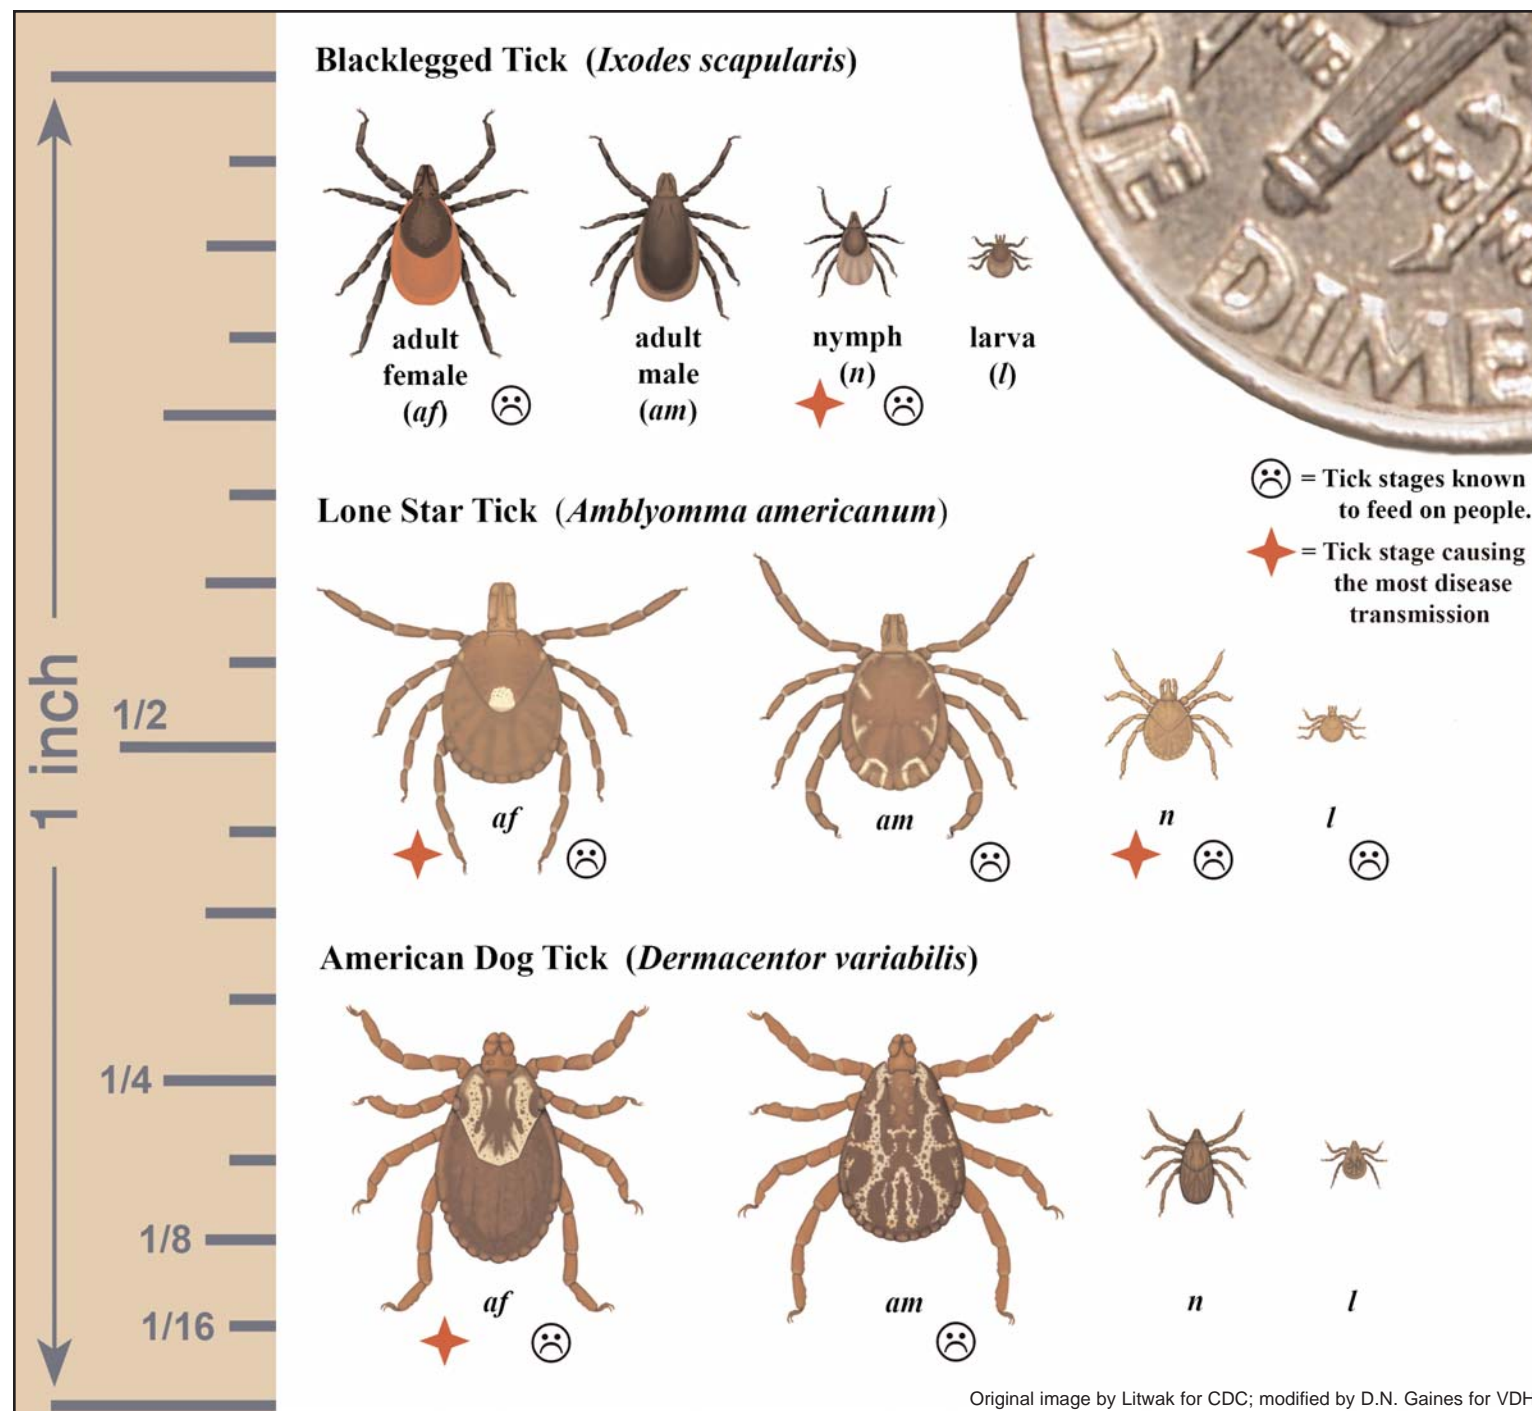 Blacklegged Tick (Ixodes scapularis)
adult
female
(af)
adult
male
(am)
nymph
(n)
larva
(l)
ONE
DIME
= Tick stages known
to feed on people.
= Tick stage causing
the most disease
transmission
Lone Star Tick (Amblyomma americanum)
af
am
n
l
American Dog Tick (Dermacentor variabilis)
af
am
n
l
1 inch
1/2
1/4
1/8
1/16
Original image by Litwak for CDC; modified by D.N. Gaines for VDH